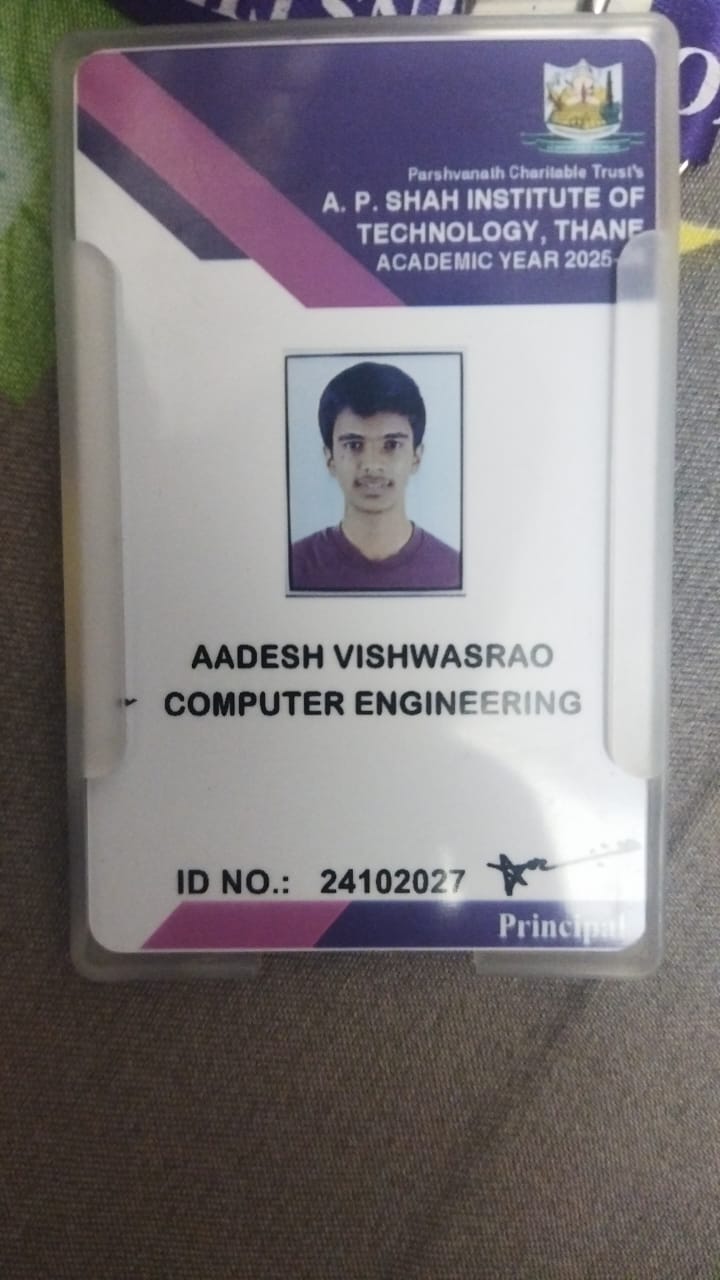 Parshvanath Charitable Trust's
A. P. SHAH INSTITUTE OF
TECHNOLOGY, THANE
ACADEMIC YEAR 2025-
AADESH VISHWASRAO
COMPUTER ENGINEERING
ID NO.: 24102027
Principal